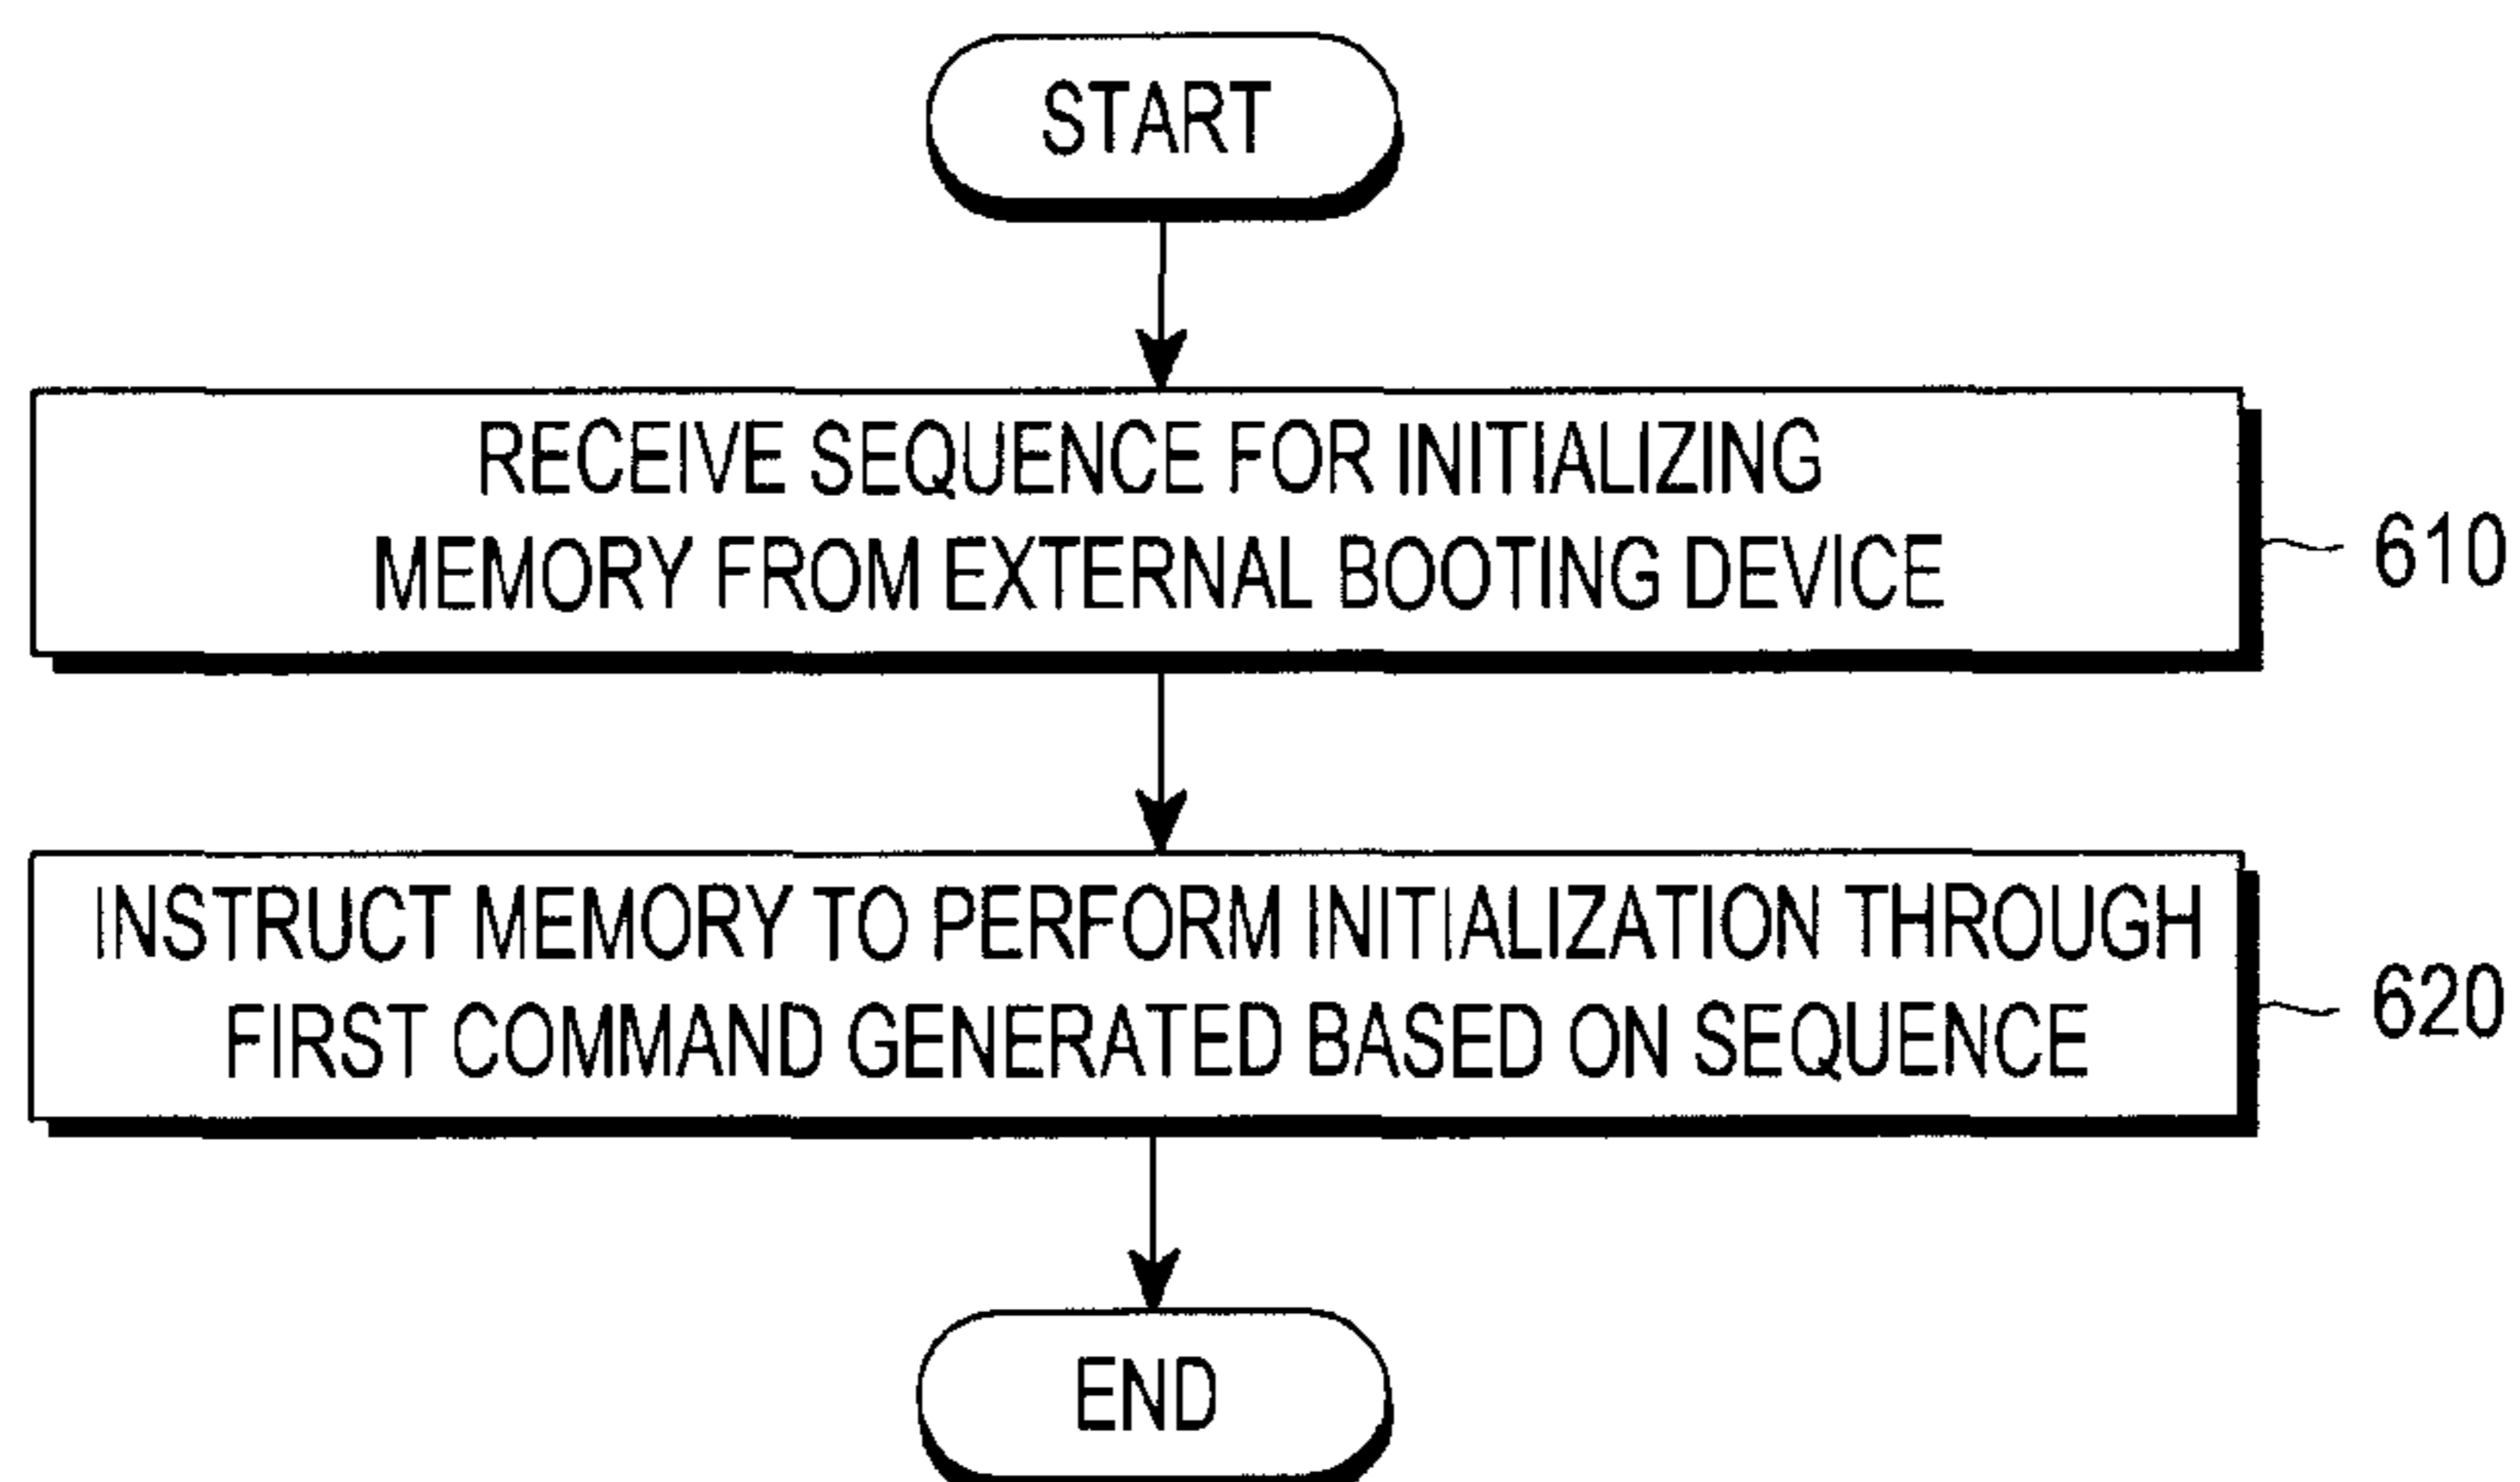 START
RECEIVE SEQUENCE FOR INITIALIZING
MEMORY FROM EXTERNAL BOOTING DEVICE
610
INSTRUCT MEMORY TO PERFORM INITIALIZATION THROUGH
FIRST COMMAND GENERATED BASED ON SEQUENCE
620
END